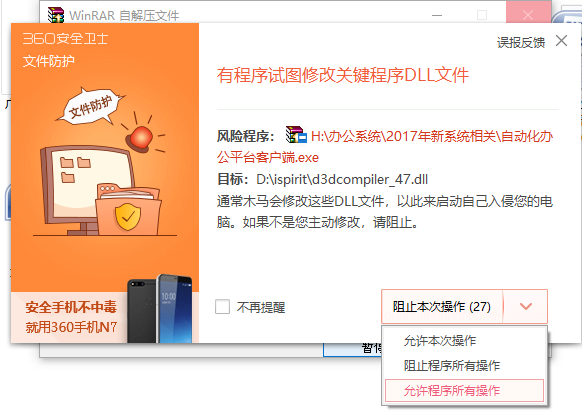 WinRAR 自解压文件
360安全卫士
文件防护
误报反馈
有程序试图修改关键程序DLL文件
文件防护
风险程序: H:\办公系统\2017年新系统相关\自动化办
公平台客户端.exe
目标: D:\ispirit\d3dcompiler_47.dll
通常木马会修改这些DLL文件，以此来启动自己入侵您的电
脑。如果不是您主动修改，请阻止。
安全手机不中毒
就用360手机N7
不再提醒
阻止本次操作 (27)
允许本次操作
阻止程序所有操作
允许程序所有操作
暂停